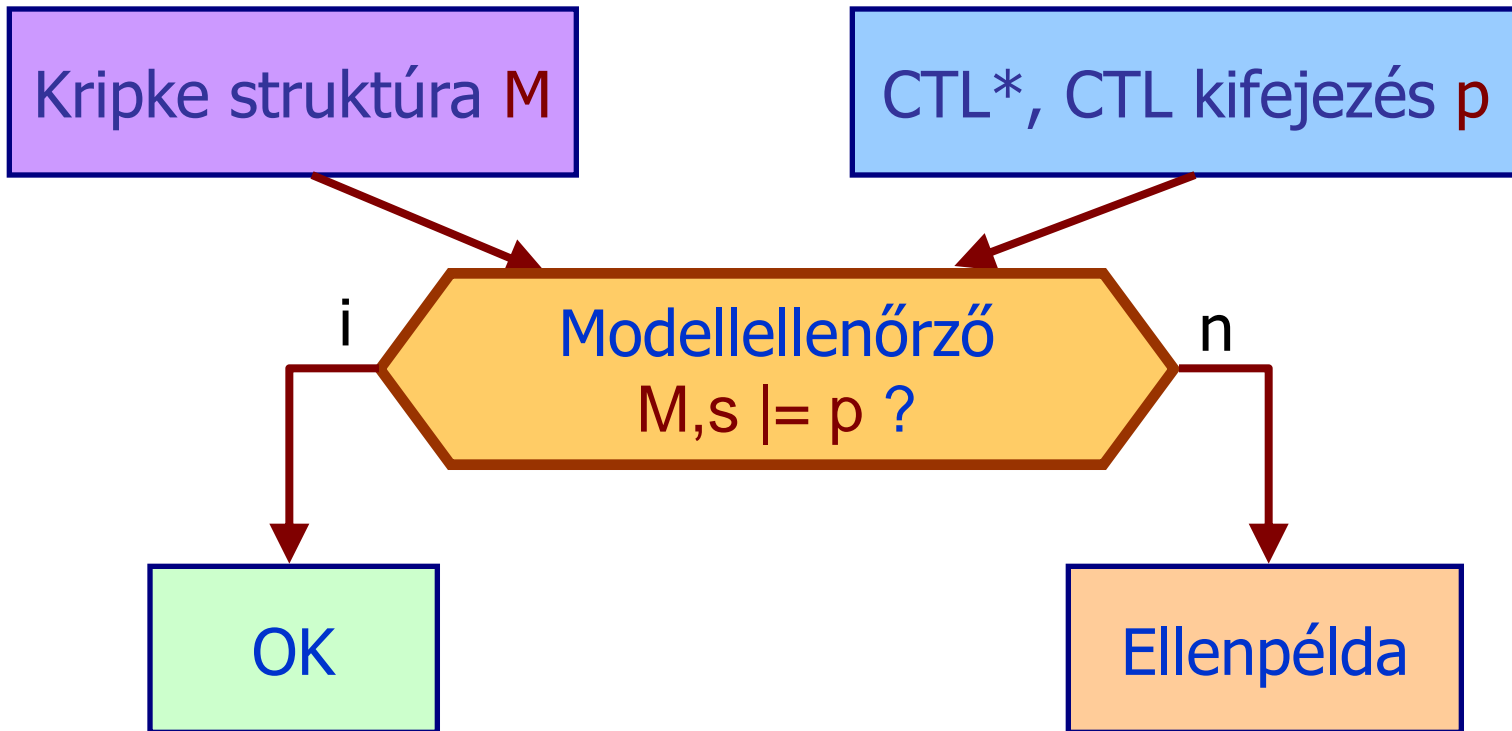 Kripke struktúra M
CTL*, CTL kifejezés p
i
Modellellenőrző
n
M,s |= p ?
OK
Ellenpélda